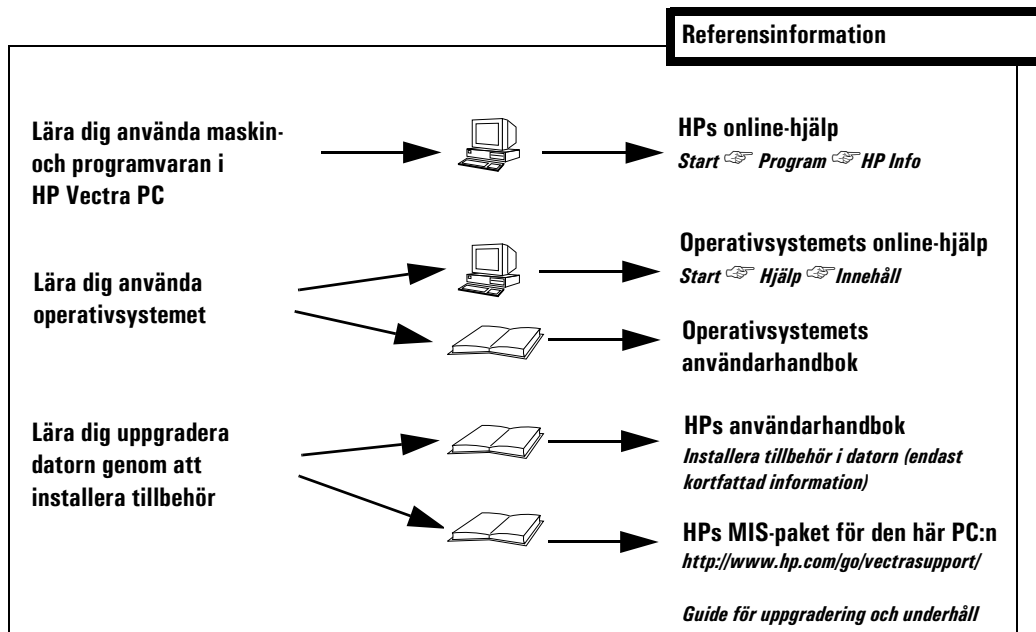 Referensinformation
Lära dig använda maskin-
och programvaran i
HP Vectra PC
HPs online-hjälp
Start ☞ Program ☞ HP Info
Lära dig använda
operativsystemet
Operativsystemets online-hjälp
Start ☞ Hjälp ☞ Innehåll
Operativsystemets
användarhandbok
Lära dig uppgradera
datorn genom att
installera tillbehör
HPs användarhandbok
Installera tillbehör i datorn (endast
kortfattad information)
HPs MIS-paket för den här PC:n
http://www.hp.com/go/vectrasupport/
Guide för uppgradering och underhåll